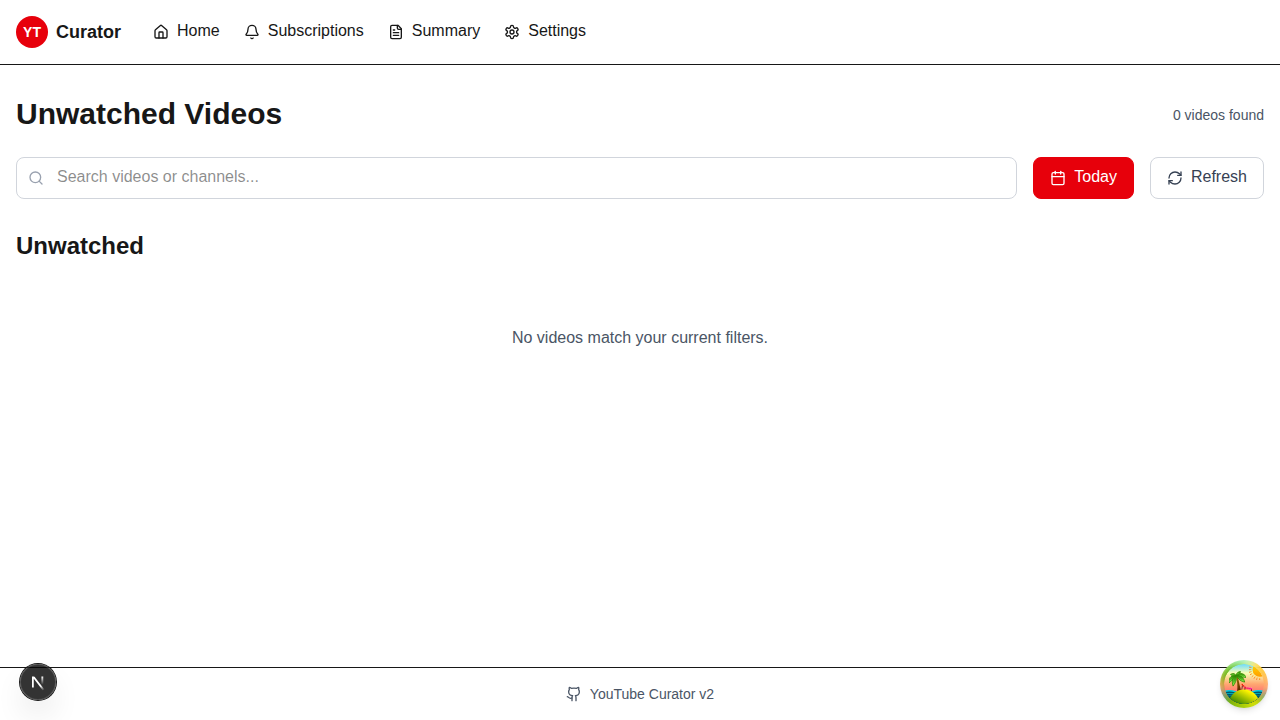 YT Curator Home Subscriptions Summary Settings
Unwatched Videos 0 videos found
Search videos or channels... Today Refresh
Unwatched
No videos match your current filters.
N
YouTube Curator v2